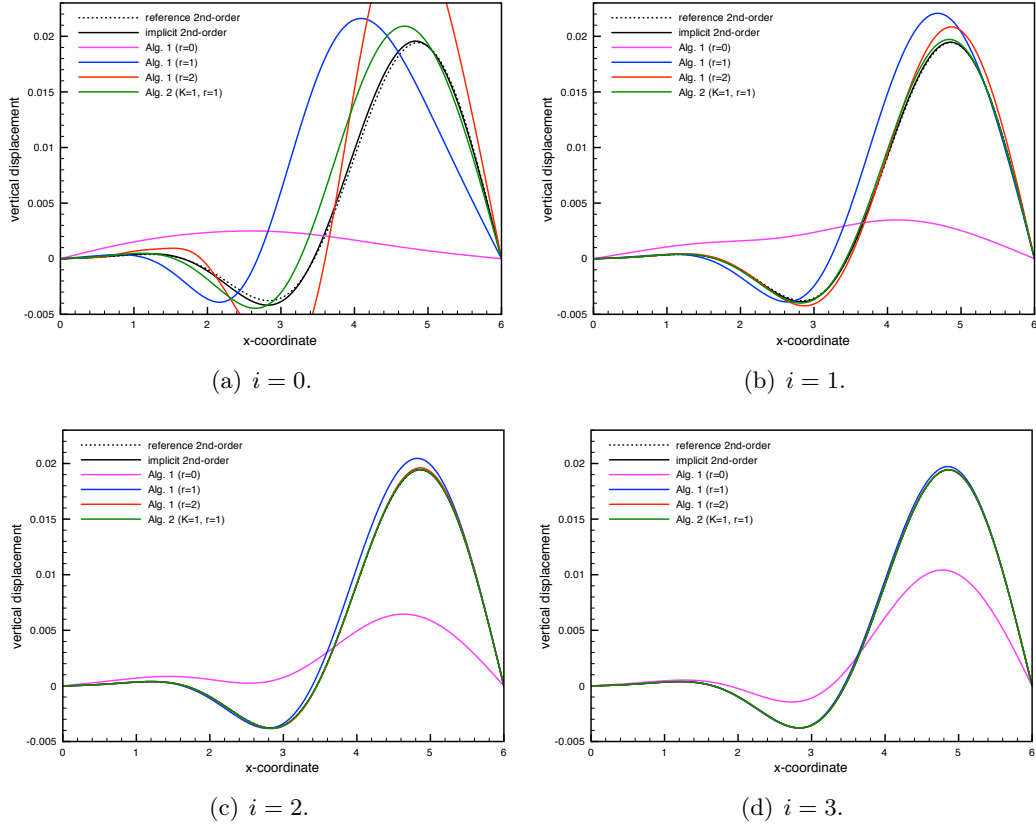 reference 2nd-order
implicit 2nd-order
Alg. 1 (r=0)
Alg. 1 (r=1)
Alg. 1 (r=2)
Alg. 2 (K=1, r=1)
vertical displacement
0.02
0.015
0.01
0.005
0
-0.005
0 1 2 3 4 5 6
x-coordinate
(a) i = 0.
reference 2nd-order
implicit 2nd-order
Alg. 1 (r=0)
Alg. 1 (r=1)
Alg. 1 (r=2)
Alg. 2 (K=1, r=1)
vertical displacement
0.02
0.015
0.01
0.005
0
-0.005
0 1 2 3 4 5 6
x-coordinate
(b) i = 1.
reference 2nd-order
implicit 2nd-order
Alg. 1 (r=0)
Alg. 1 (r=1)
Alg. 1 (r=2)
Alg. 2 (K=1, r=1)
vertical displacement
0.02
0.015
0.01
0.005
0
-0.005
0 1 2 3 4 5 6
x-coordinate
(c) i = 2.
reference 2nd-order
implicit 2nd-order
Alg. 1 (r=0)
Alg. 1 (r=1)
Alg. 1 (r=2)
Alg. 2 (K=1, r=1)
vertical displacement
0.02
0.015
0.01
0.005
0
-0.005
0 1 2 3 4 5 6
x-coordinate
(d) i = 3.